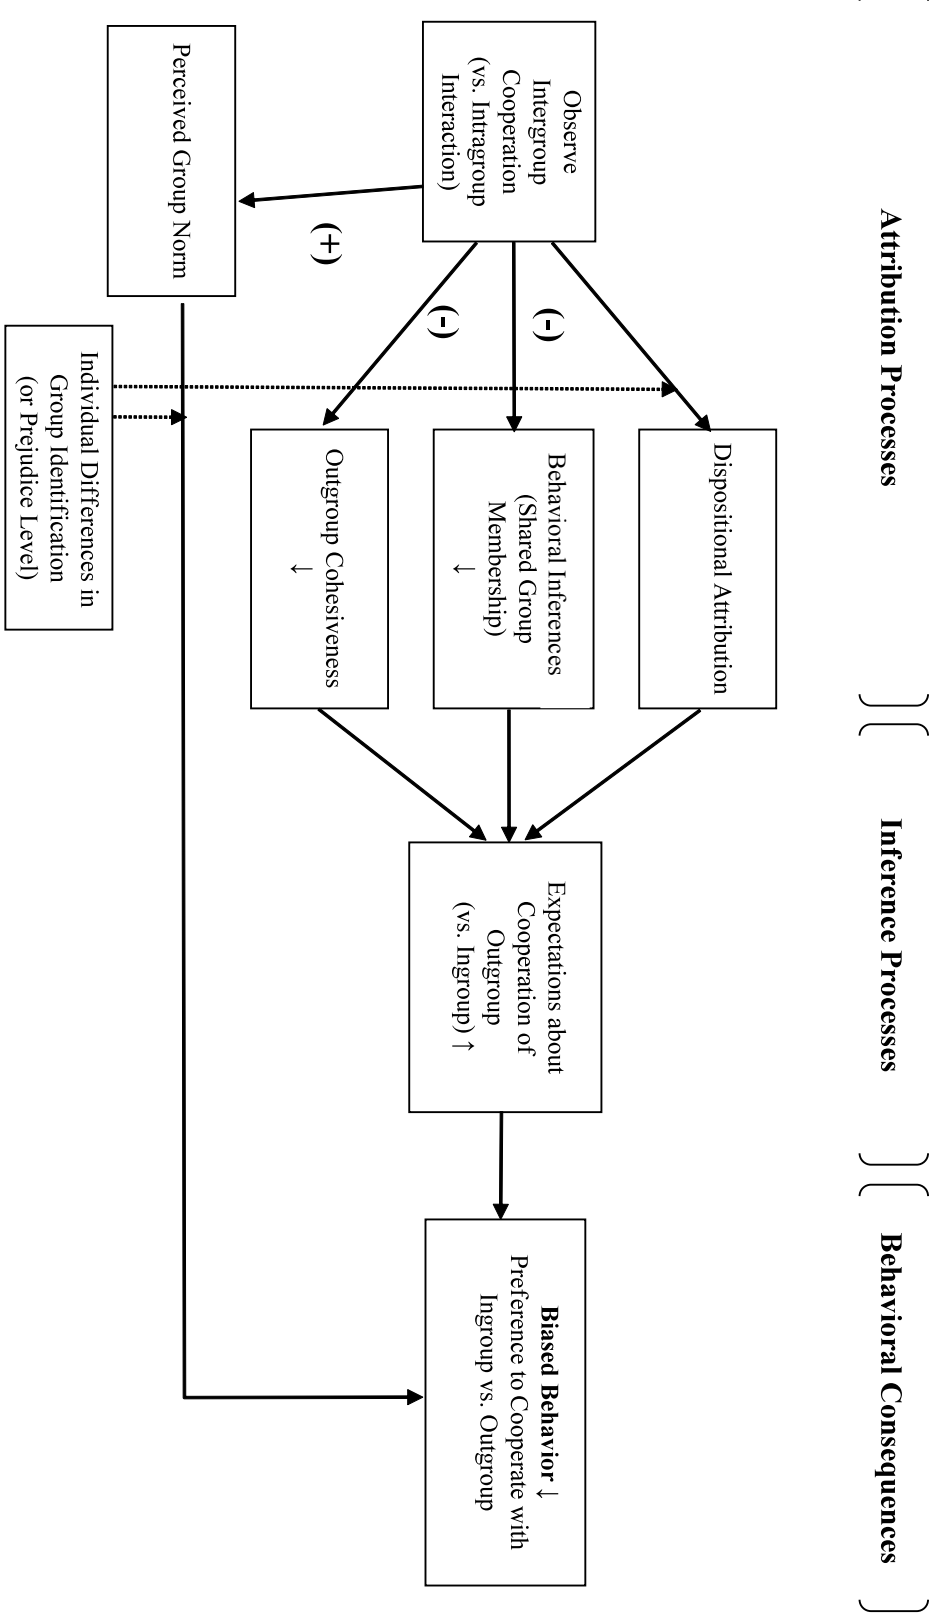 Attribution Processes
Inference Processes
Behavioral Consequences
Observe
Intergroup
Cooperation
(vs. Intragroup
Interaction)
(-)
(-)
(+)
Dispositional Attribution
Behavioral Inferences
(Shared Group
Membership)
↓
Outgroup Cohesiveness
↓
Expectations about
Cooperation of
Outgroup
(vs. Ingroup) ↑
Biased Behavior ↓
Preference to Cooperate with
Ingroup vs. Outgroup
Perceived Group Norm
Individual Differences in
Group Identification
(or Prejudice Level)